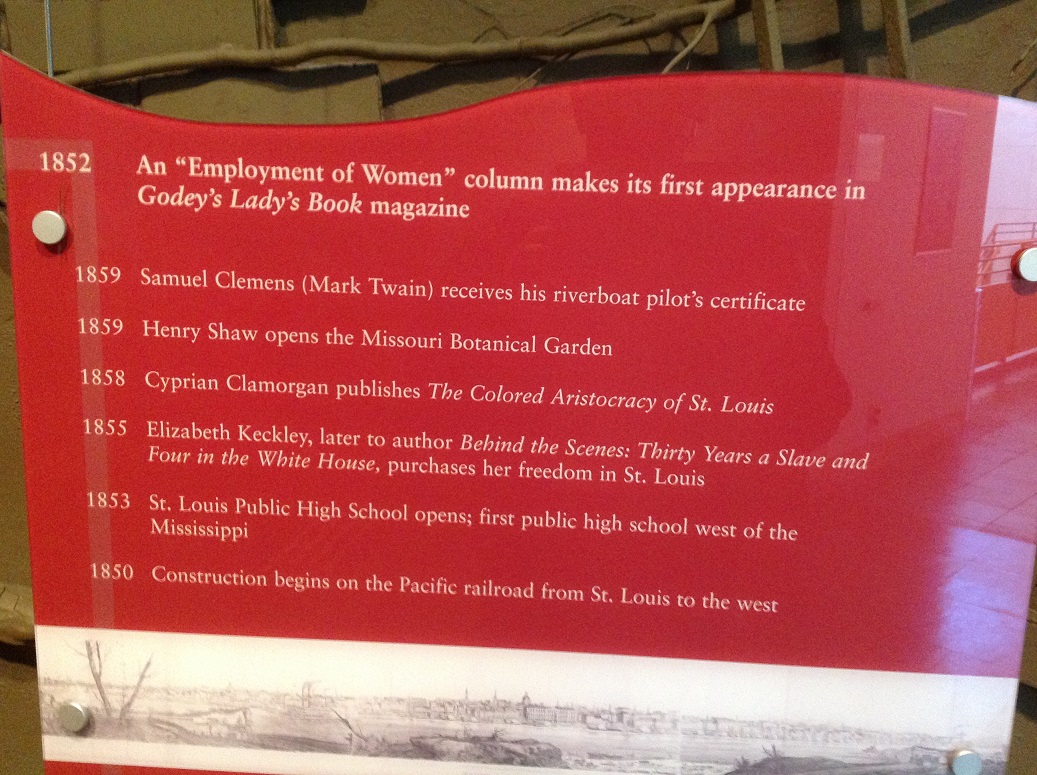 1852 An “Employment of Women” column makes its first appearance in
Godey’s Lady’s Book magazine
1859 Samuel Clemens (Mark Twain) receives his riverboat pilot’s certificate
1859 Henry Shaw opens the Missouri Botanical Garden
1858 Cyprian Clamorgan publishes The Colored Aristocracy of St. Louis
1855 Elizabeth Keckley, later to author Behind the Scenes: Thirty Years a Slave and
Four in the White House, purchases her freedom in St. Louis
1853 St. Louis Public High School opens; first public high school west of the
Mississippi
1850 Construction begins on the Pacific railroad from St. Louis to the west